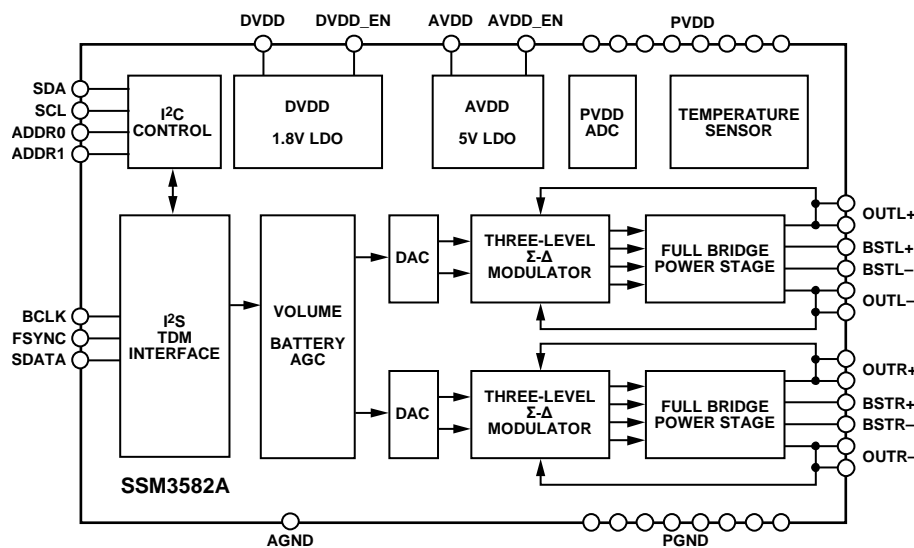 DVDD DVDD_EN AVDD AVDD_EN PVDD
SDA
SCL
ADDR0
ADDR1
I²C
CONTROL
DVDD
1.8V LDO
AVDD
5V LDO
PVDD
ADC
TEMPERATURE
SENSOR
BCLK
FSYNC
SDATA
I²S
TDM
INTERFACE
VOLUME
BATTERY
AGC
DAC
THREE-LEVEL
Σ-Δ
MODULATOR
FULL BRIDGE
POWER STAGE
OUTL+
BSTL+
BSTL–
OUTL–
DAC
THREE-LEVEL
Σ-Δ
MODULATOR
FULL BRIDGE
POWER STAGE
OUTR+
BSTR+
BSTR–
OUTR–
SSM3582A
AGND PGND